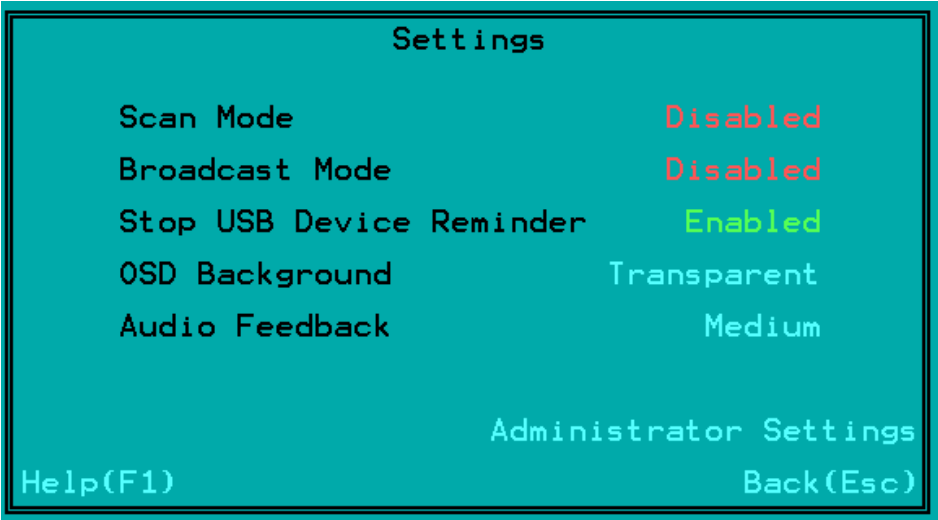 Settings
Scan Mode Disabled
Broadcast Mode Disabled
Stop USB Device Reminder Enabled
OSD Background Transparent
Audio Feedback Medium
Administrator Settings
Help(F1) Back(Esc)